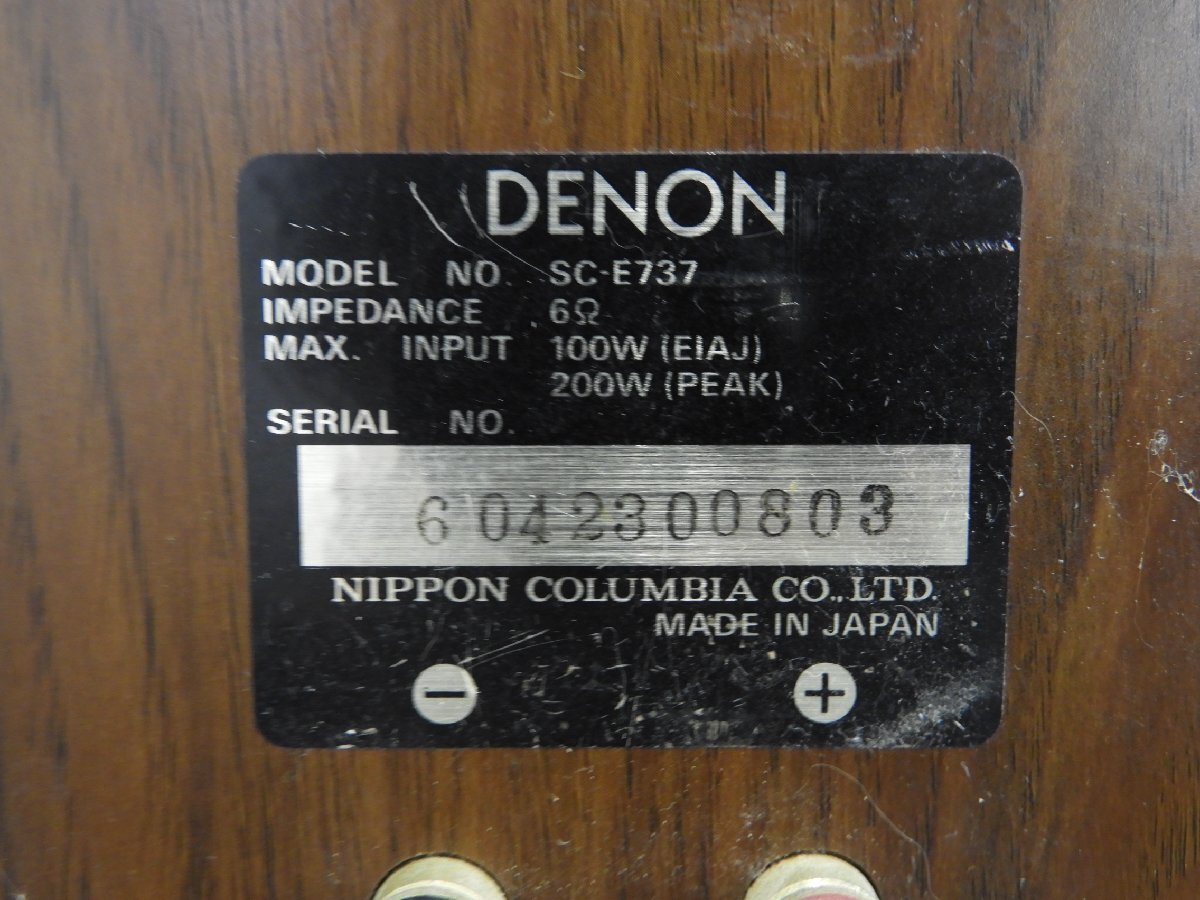 DENON
MODEL NO. SC-E737
IMPEDANCE 6Ω
MAX. INPUT 100W (EIAJ)
200W (PEAK)
SERIAL NO.
6042300803
NIPPON COLUMBIA CO.,LTD.
MADE IN JAPAN
− +